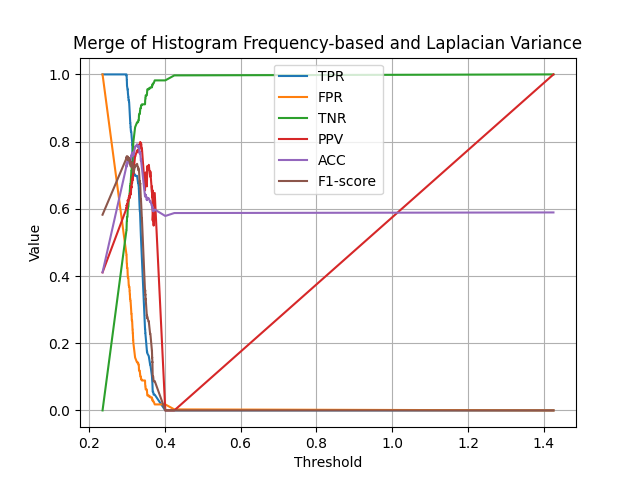 Merge of Histogram Frequency-based and Laplacian Variance
TPR
FPR
TNR
PPV
ACC
F1-score
Value
1.0
0.8
0.6
0.4
0.2
0.0
0.2 0.4 0.6 0.8 1.0 1.2 1.4
Threshold